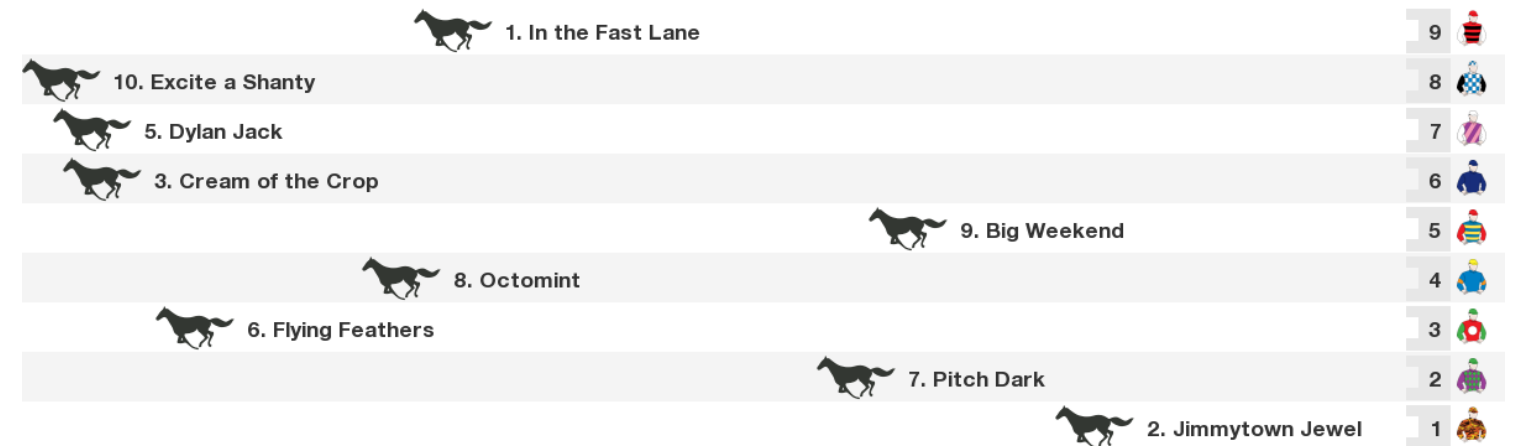 1. In the Fast Lane 9
10. Excite a Shanty 8
5. Dylan Jack 7
3. Cream of the Crop 6
9. Big Weekend 5
8. Octomint 4
6. Flying Feathers 3
7. Pitch Dark 2
2. Jimmytown Jewel 1